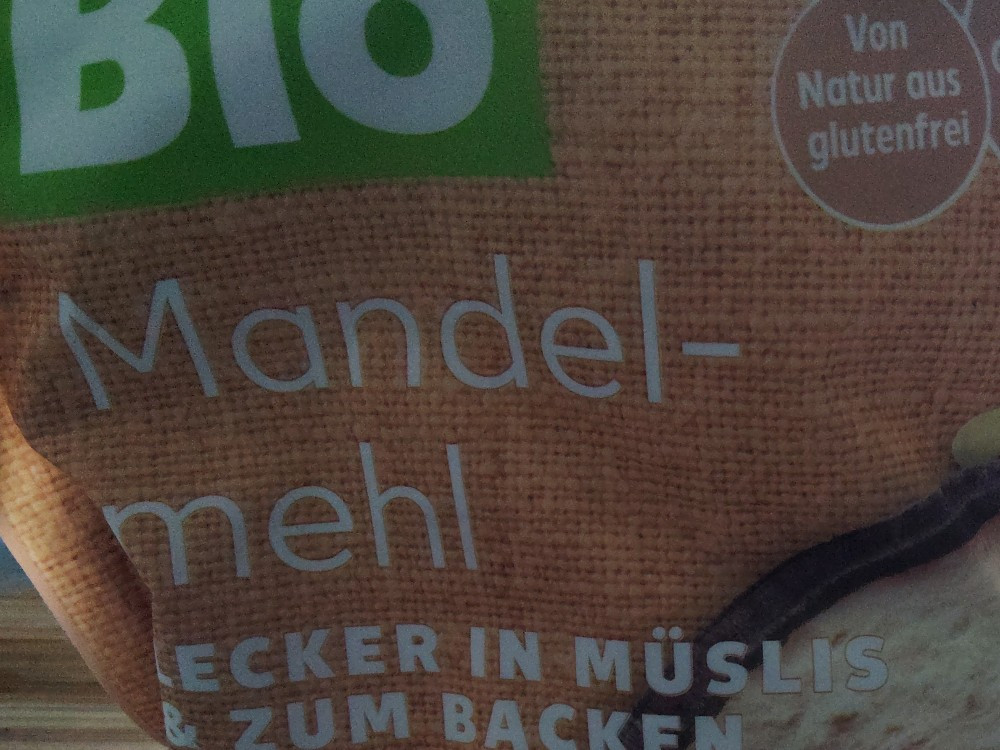 BIO
Von
Natur aus
glutenfrei
Mandel-
mehl
LECKER IN MÜSLIS
& ZUM BACKEN